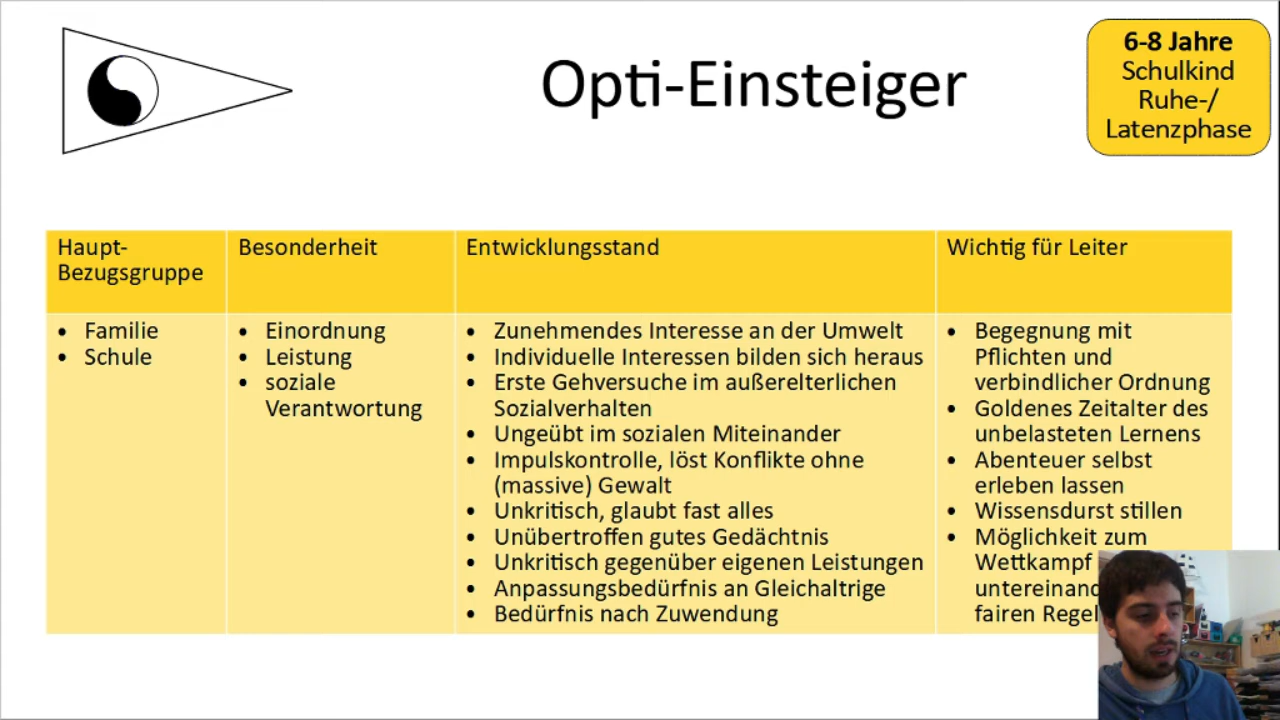 Opti-Einsteiger
6-8 Jahre
Schulkind
Ruhe-/
Latenzphase
Haupt-
Bezugsgruppe
Besonderheit
Entwicklungsstand
Wichtig für Leiter
• Familie
• Schule
• Einordnung
• Leistung
• soziale
Verantwortung
• Zunehmendes Interesse an der Umwelt
• Individuelle Interessen bilden sich heraus
• Erste Gehversuche im außerelterlichen
Sozialverhalten
• Ungeübt im sozialen Miteinander
• Impulskontrolle, löst Konflikte ohne
(massive) Gewalt
• Unkritisch, glaubt fast alles
• Unübertroffen gutes Gedächtnis
• Unkritisch gegenüber eigenen Leistungen
• Anpassungsbedürfnis an Gleichaltrige
• Bedürfnis nach Zuwendung
• Begegnung mit
Pflichten und
verbindlicher Ordnung
• Goldenes Zeitalter des
unbelasteten Lernens
• Abenteuer selbst
erleben lassen
• Wissensdurst stillen
• Möglichkeit zum
Wettkampf
fairen